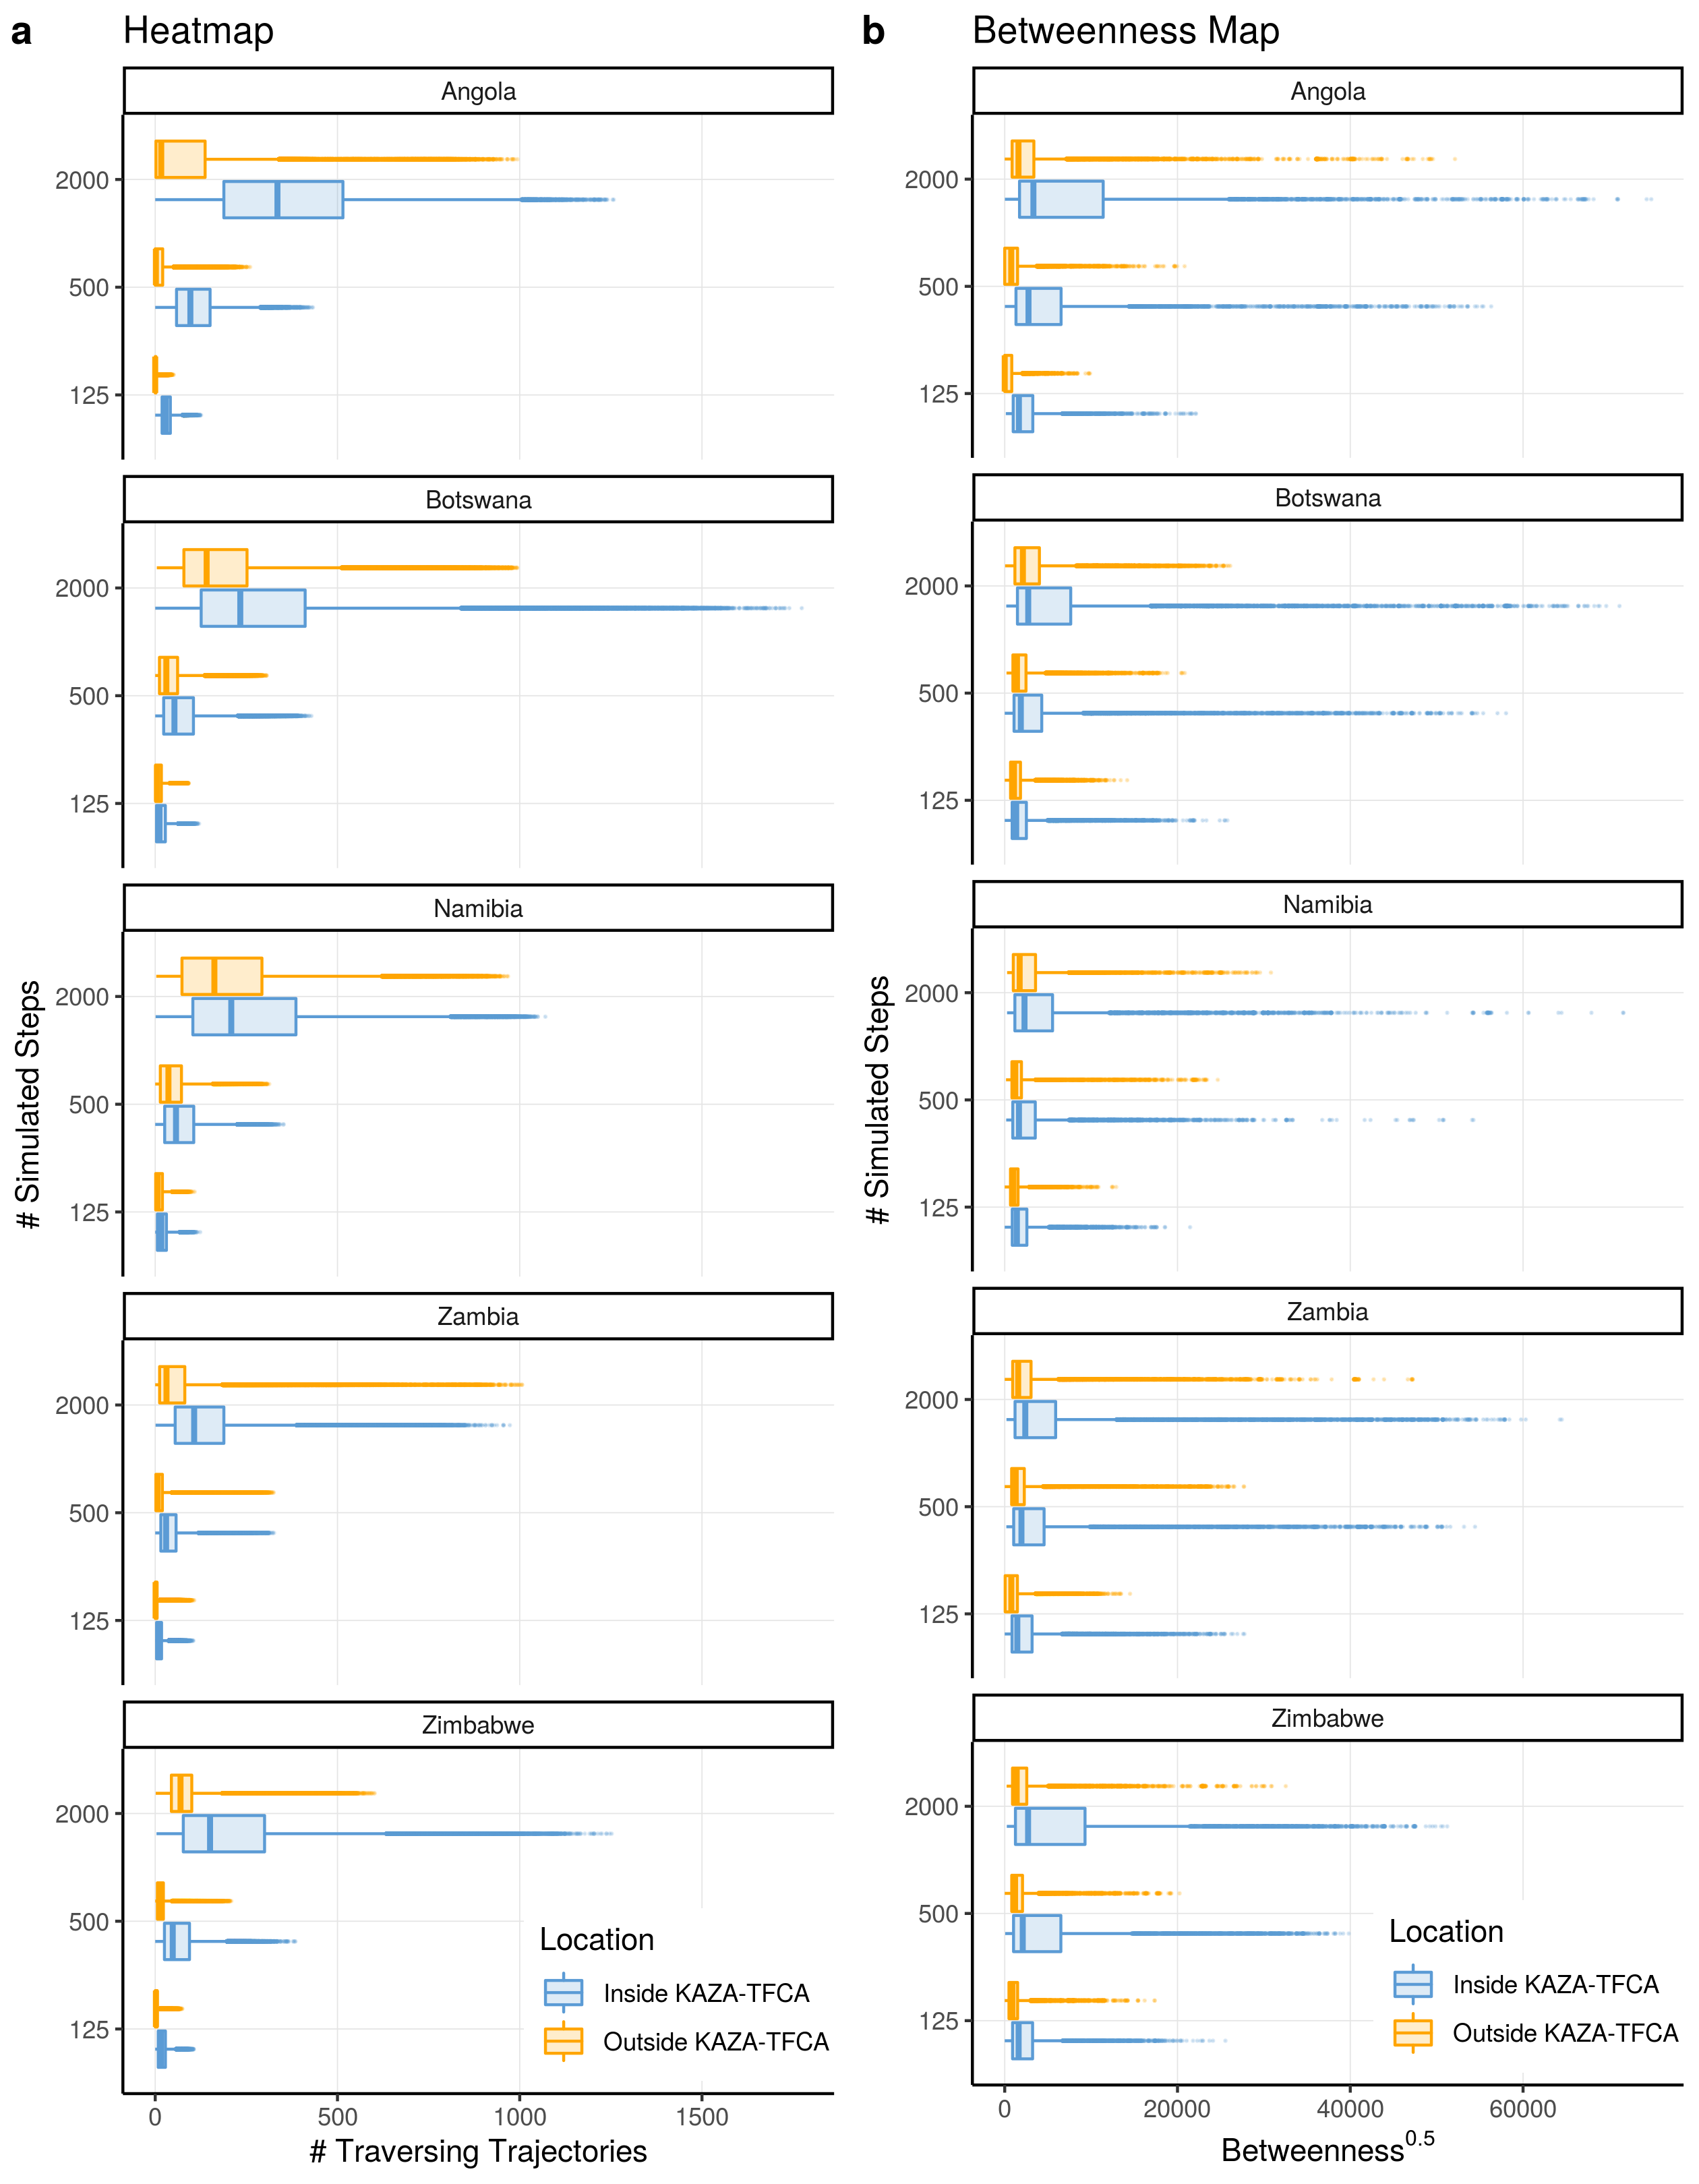 a Heatmap
Angola
2000
500
125
Botswana
2000
500
125
Namibia
2000
500
125
Zambia
2000
500
125
Zimbabwe
2000
500
125
# Simulated Steps
Location
Inside KAZA-TFCA
Outside KAZA-TFCA
0 500 1000 1500
# Traversing Trajectories
b Betweenness Map
Angola
2000
500
125
Botswana
2000
500
125
Namibia
2000
500
125
Zambia
2000
500
125
Zimbabwe
2000
500
125
# Simulated Steps
Location
Inside KAZA-TFCA
Outside KAZA-TFCA
0 20000 40000 60000
Betweenness^0.5